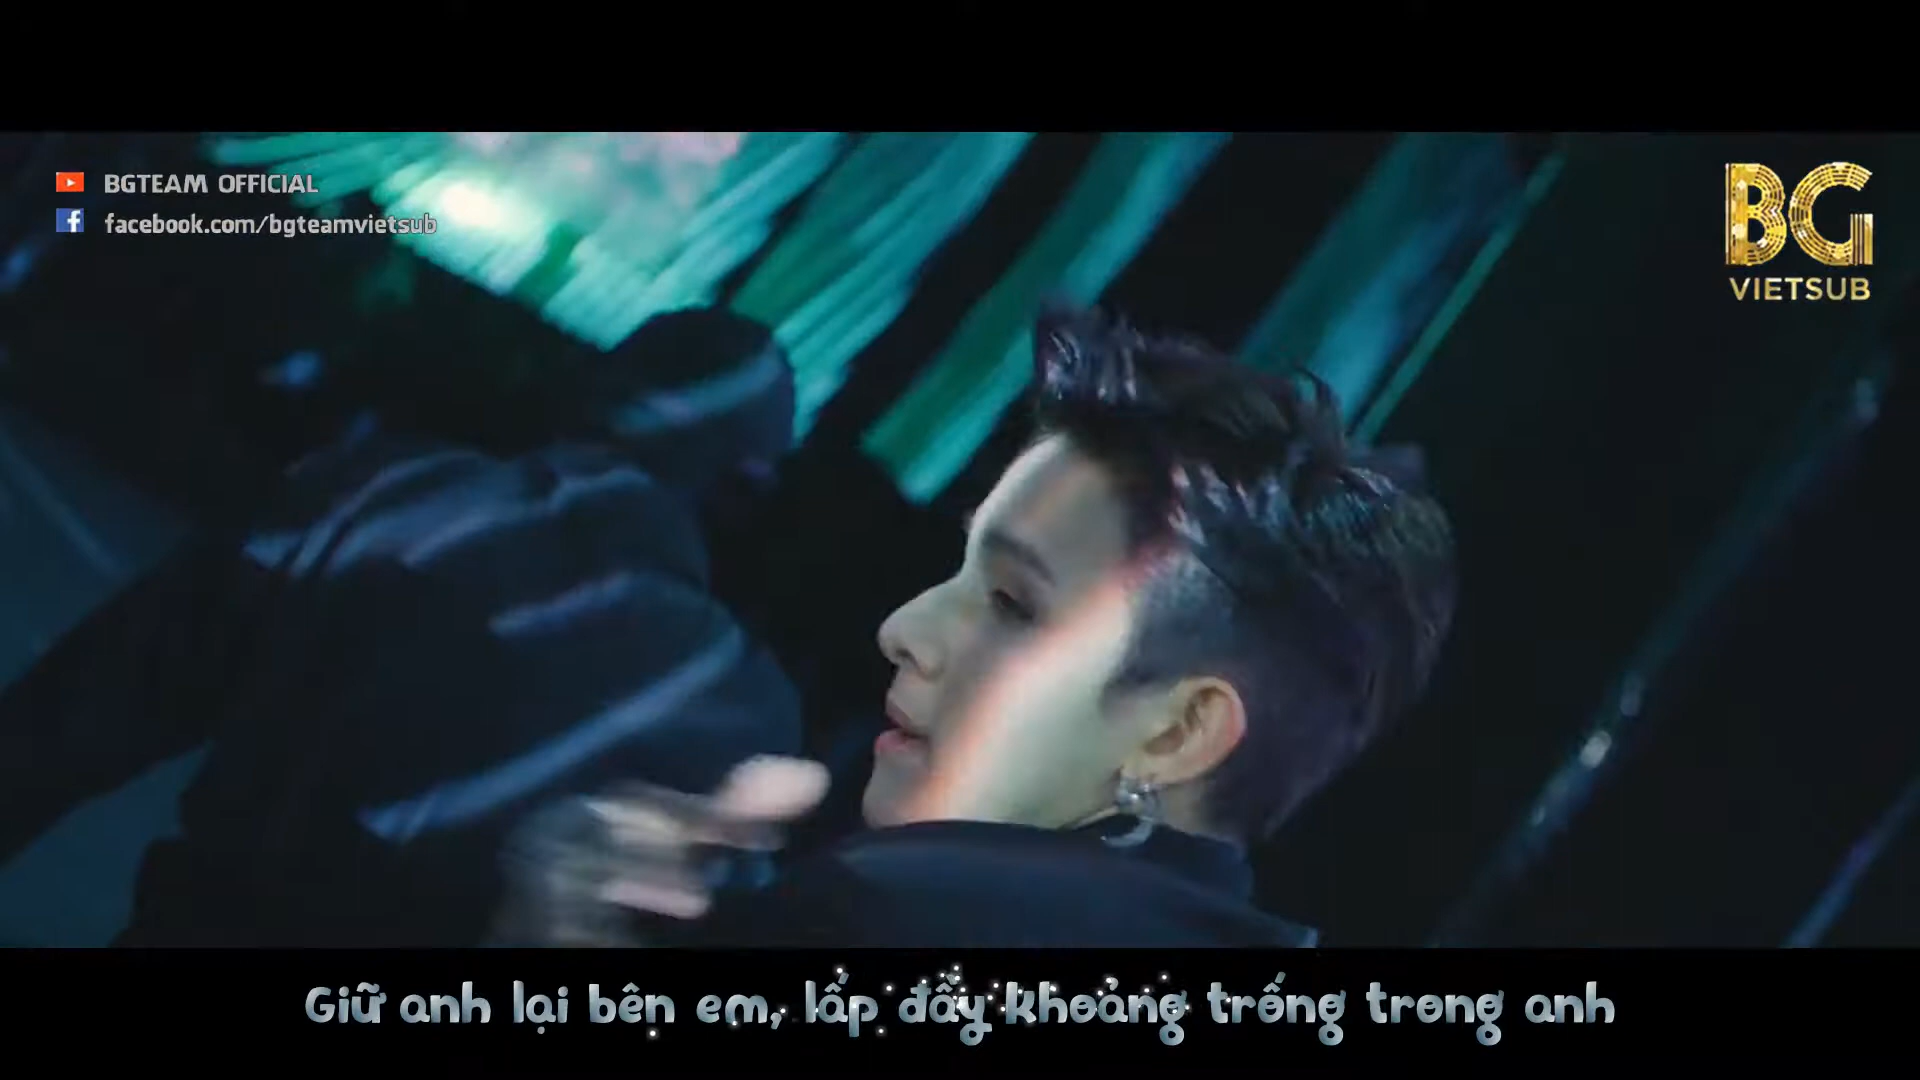 BGTEAM OFFICIAL
facebook.com/bgteamvietsub
BG
VIETSUB
Giữ anh lại bên em, lấp đầy khoảng trống trong anh